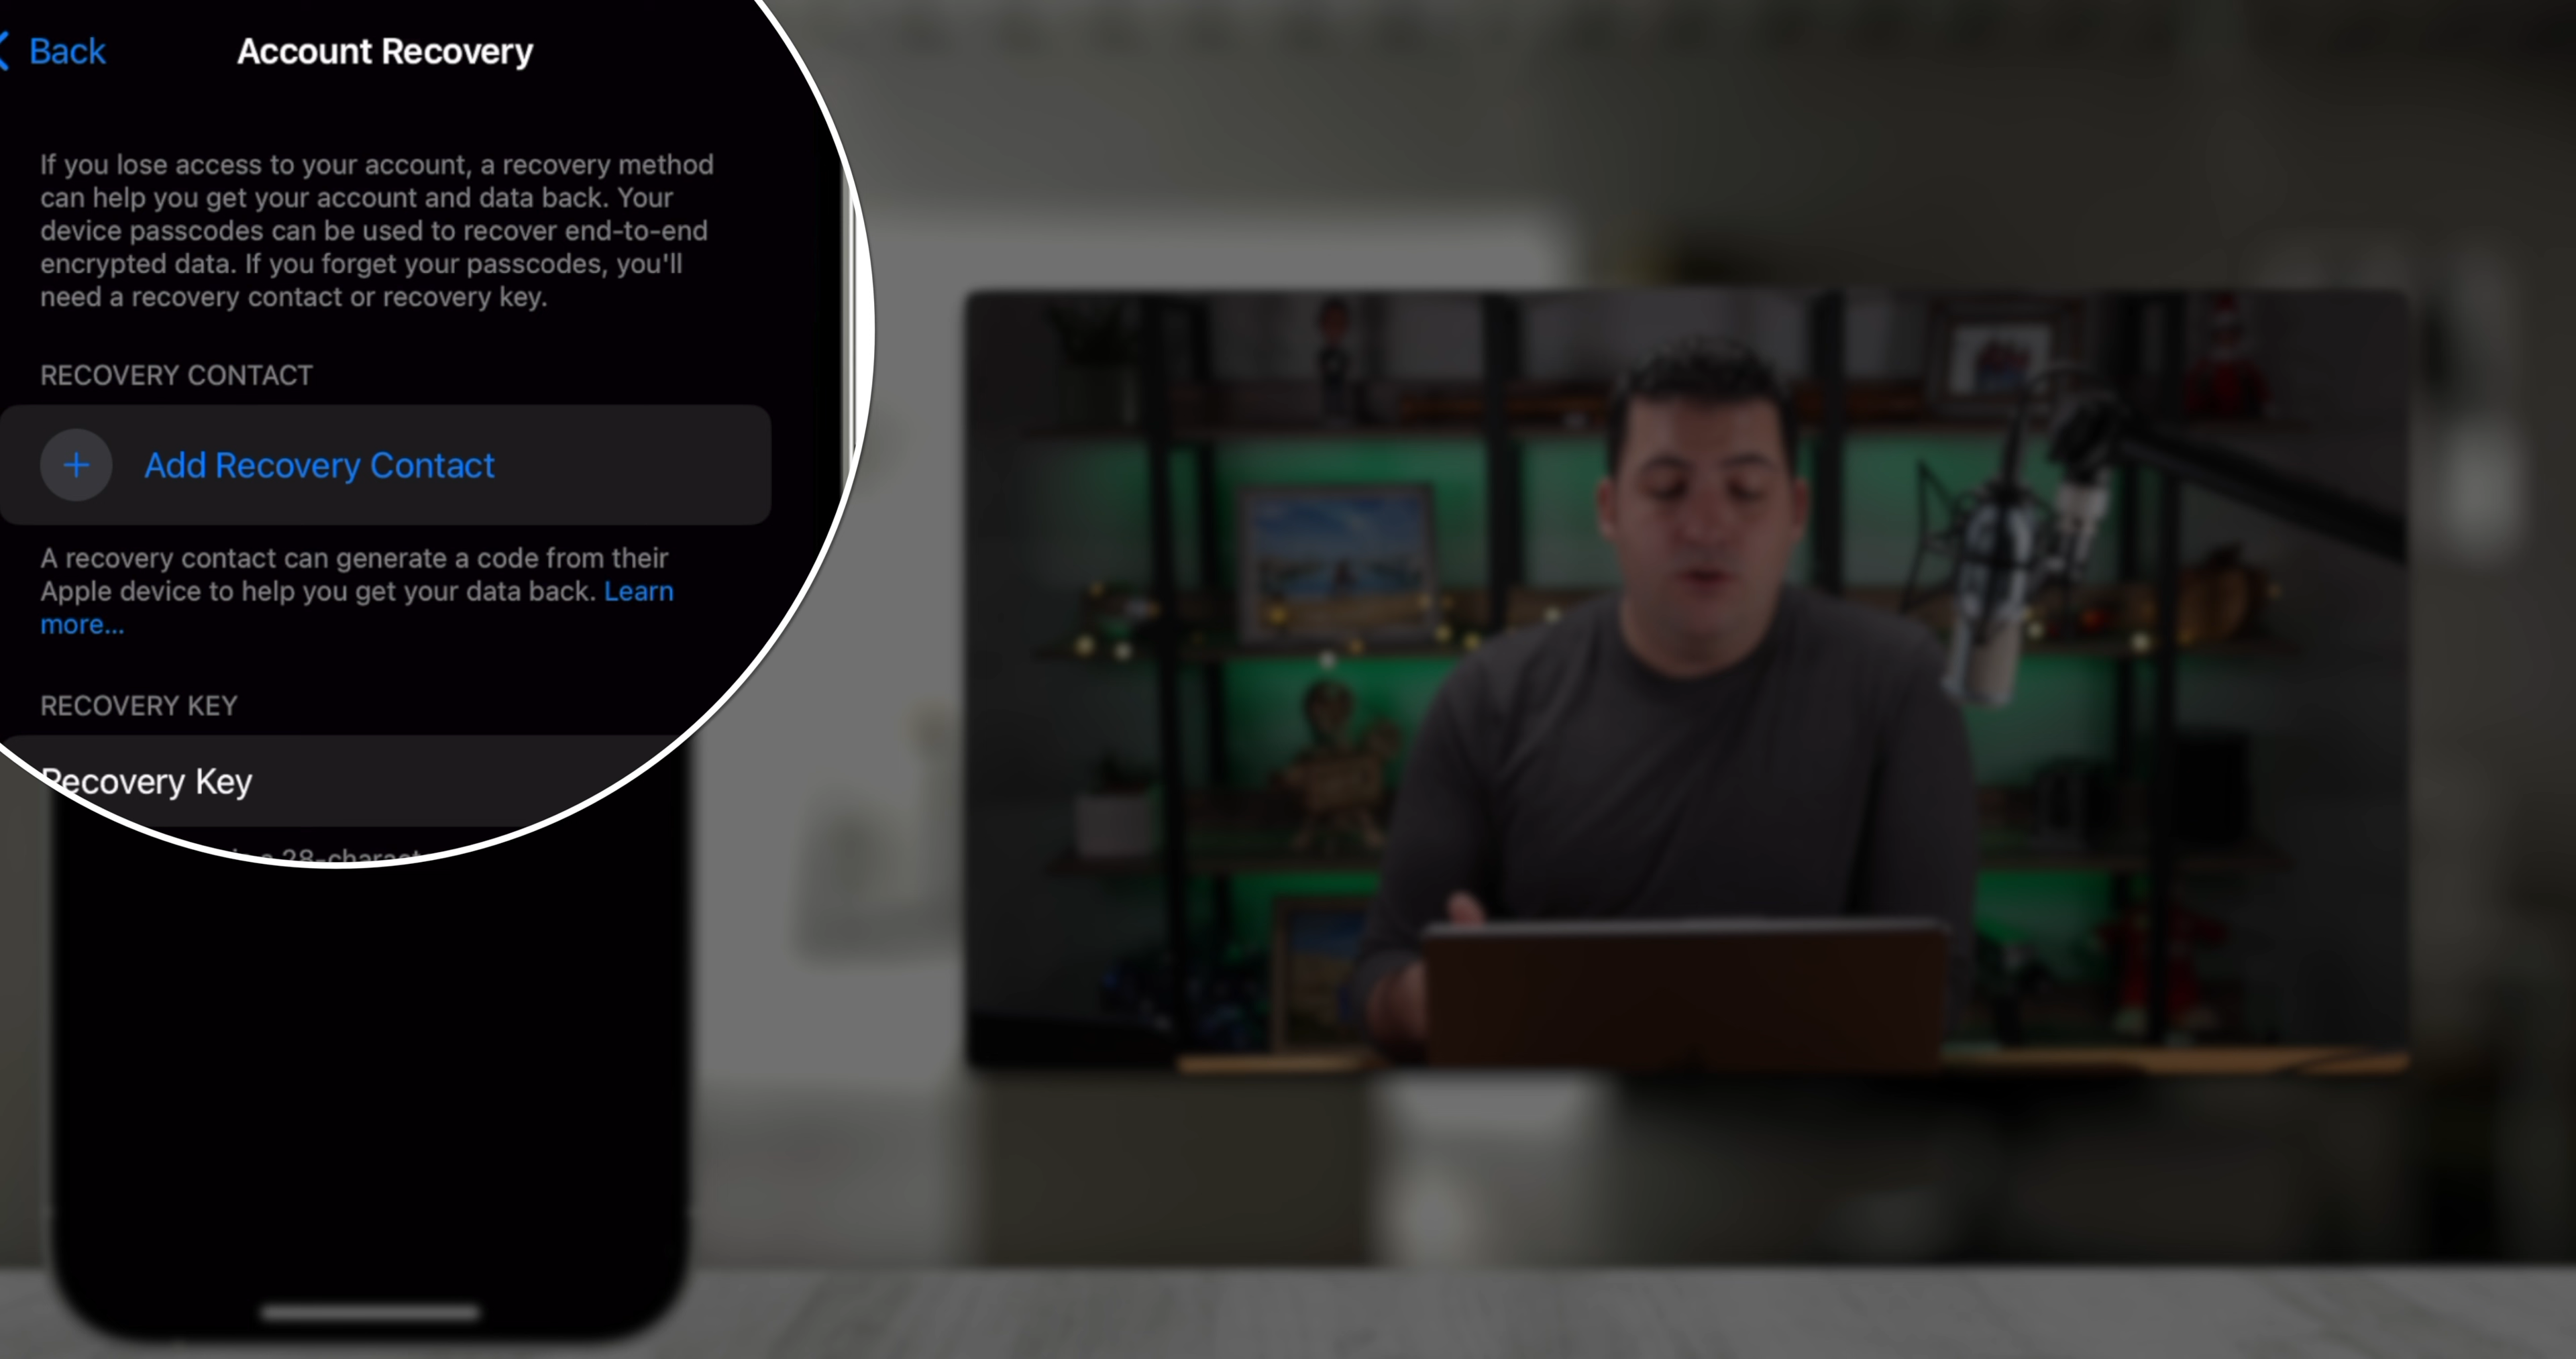 Back
Account Recovery
If you lose access to your account, a recovery method
can help you get your account and data back. Your
device passcodes can be used to recover end-to-end
encrypted data. If you forget your passcodes, you'll
need a recovery contact or recovery key.
RECOVERY CONTACT
+ Add Recovery Contact
A recovery contact can generate a code from their
Apple device to help you get your data back. Learn
more...
RECOVERY KEY
Recovery Key
28-charact